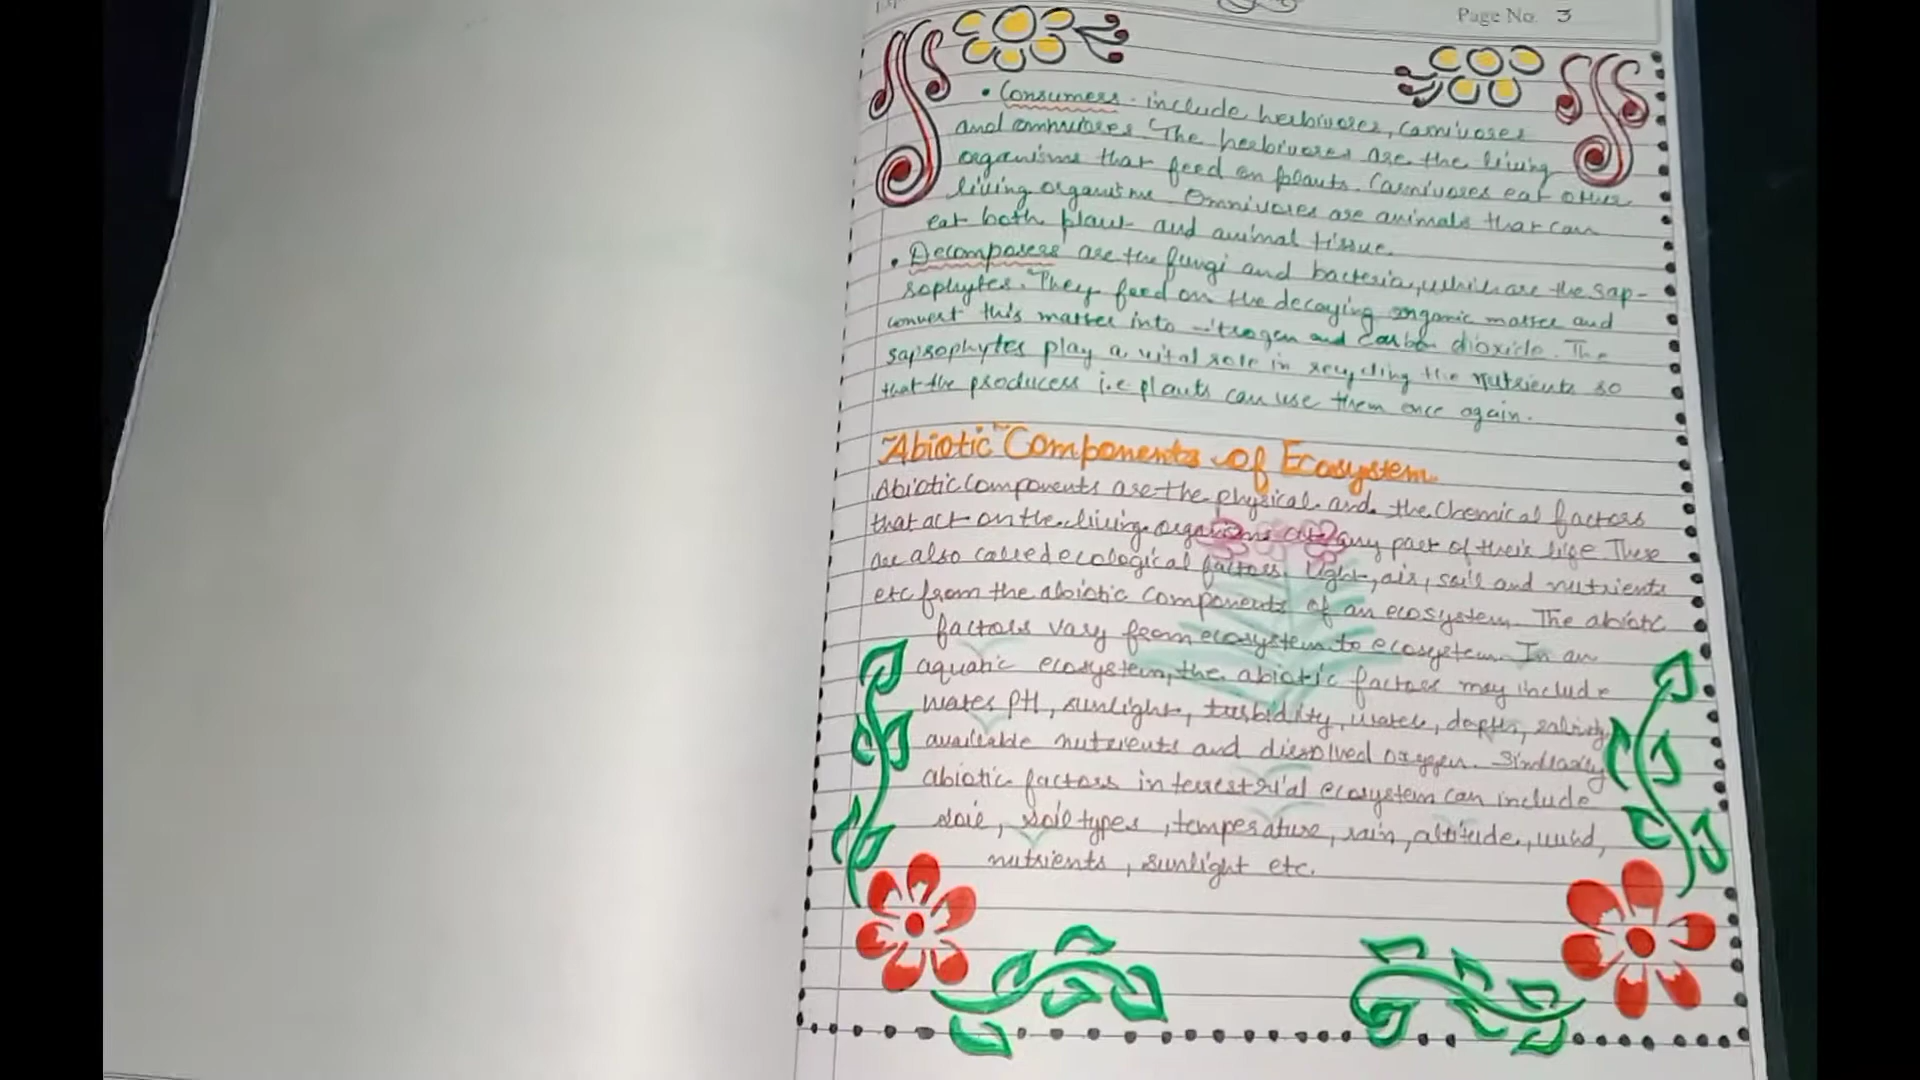 Page No. 3
• Consumers - include herbivores, carnivores
and omnivores. The herbivores are the living
organisms that feed on plants. Carnivores eat other
living organisms Omnivores are animals that can
eat both plant and animal tissue.
• Decomposers are the fungi and bacteria, which are the sap-
sophytes. They feed on the decaying organic matter and
convert this matter into nitrogen and carbon dioxide. The
saprophytes play a vital role in recycling the nutrients so
that the producers i.e plants can use them once again.
"Abiotic" Components of Ecosystem
Abiotic components are the physical and the chemical factors
that act on the living organisms at any part of their life These
are also called ecological factors. Light, air, soil and nutrients
etc from the abiotic components of an ecosystem. The abiotic
factors vary from ecosystem to ecosystem. In an
aquatic ecosystem, the abiotic factors may include
water PH, sunlight, turbidity, water, depth, salinity,
available nutrients and dissolved oxygen. Similarly
abiotic factors in terrestrial ecosystem can include
soil, soil types, temperature, rain, altitude, wind,
nutrients, sunlight etc.